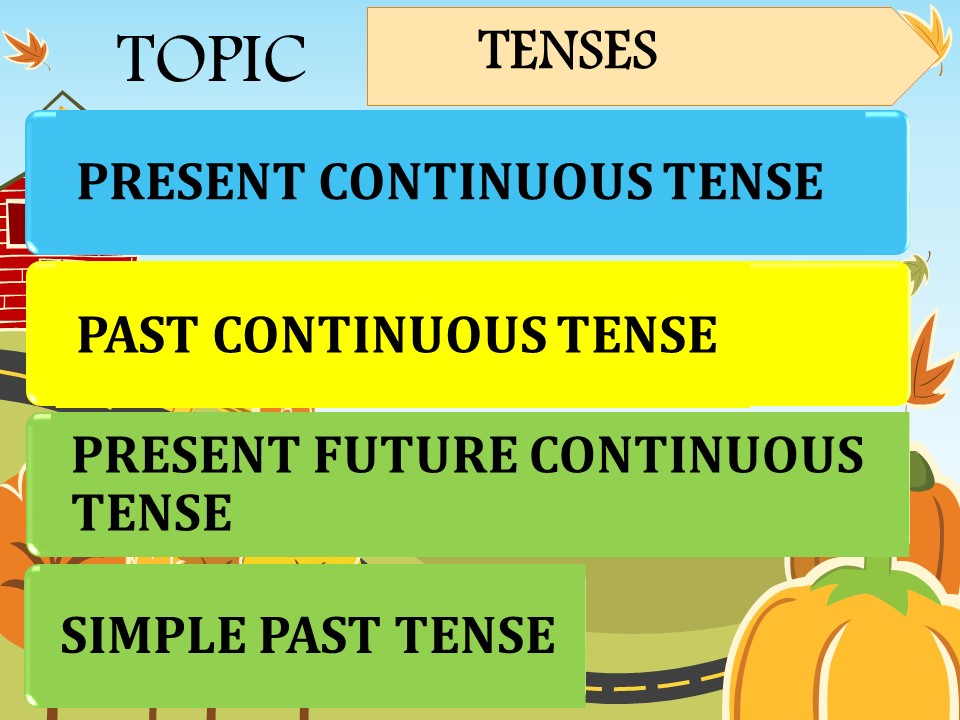 TOPIC
TENSES
PRESENT CONTINUOUS TENSE
PAST CONTINUOUS TENSE
PRESENT FUTURE CONTINUOUS
TENSE
SIMPLE PAST TENSE